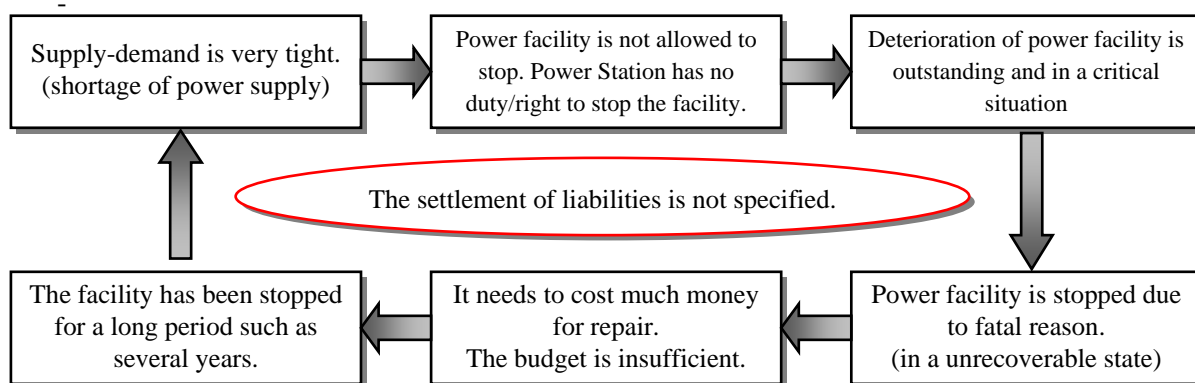 Supply-demand is very tight.
(shortage of power supply)
Power facility is not allowed to
stop. Power Station has no
duty/right to stop the facility.
Deterioration of power facility is
outstanding and in a critical
situation
The settlement of liabilities is not specified.
The facility has been stopped
for a long period such as
several years.
It needs to cost much money
for repair.
The budget is insufficient.
Power facility is stopped due
to fatal reason.
(in a unrecoverable state)